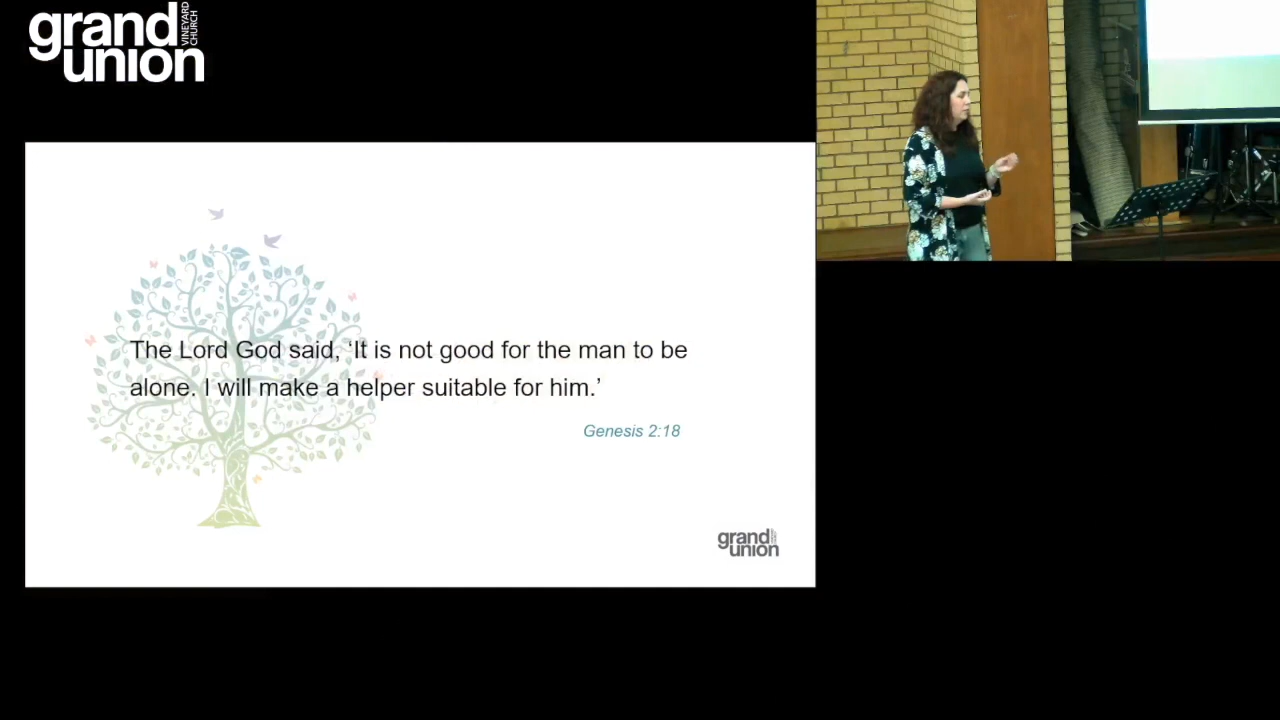 grand
union
VINEYARD
CHURCH
The Lord God said, ‘It is not good for the man to be
alone. I will make a helper suitable for him.’
Genesis 2:18
grand
union